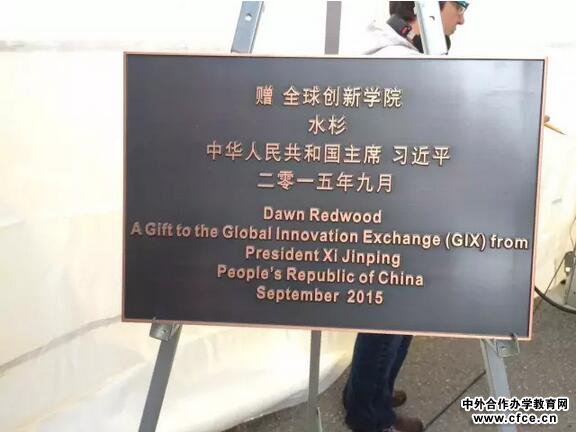 赠 全球创新学院
水杉
中华人民共和国主席 习近平
二零一五年九月
Dawn Redwood
A Gift to the Global Innovation Exchange (GIX) from
President Xi Jinping
People's Republic of China
September 2015
中外合作办学教育网
www.cfce.cn